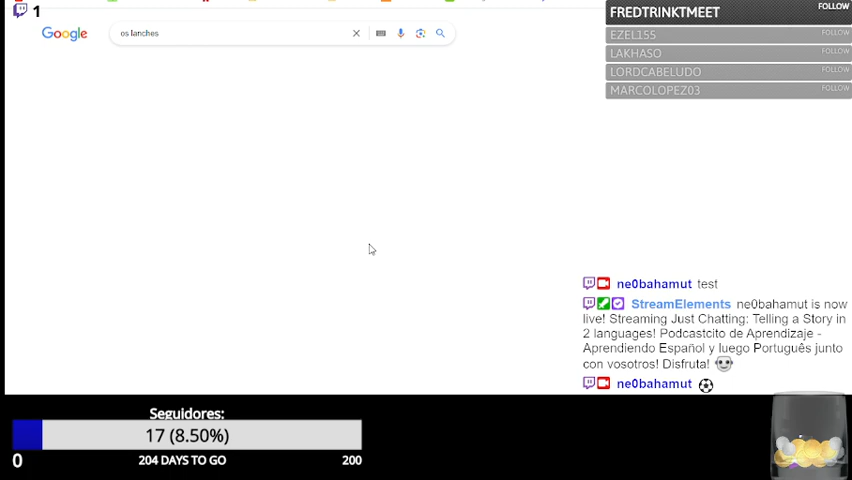 1
Google
os lanches
FREDTRINKTMEET FOLLOW
EZEL155 FOLLOW
LAKHASO FOLLOW
LORDCABELUDO FOLLOW
MARCOLOPEZ03 FOLLOW
ne0bahamut test
StreamElements ne0bahamut is now
live! Streaming Just Chatting: Telling a Story in
2 languages! Podcastcito de Aprendizaje -
Aprendiendo Español y luego Português junto
con vosotros! Disfruta!
ne0bahamut
Seguidores:
17 (8.50%)
0 204 DAYS TO GO 200